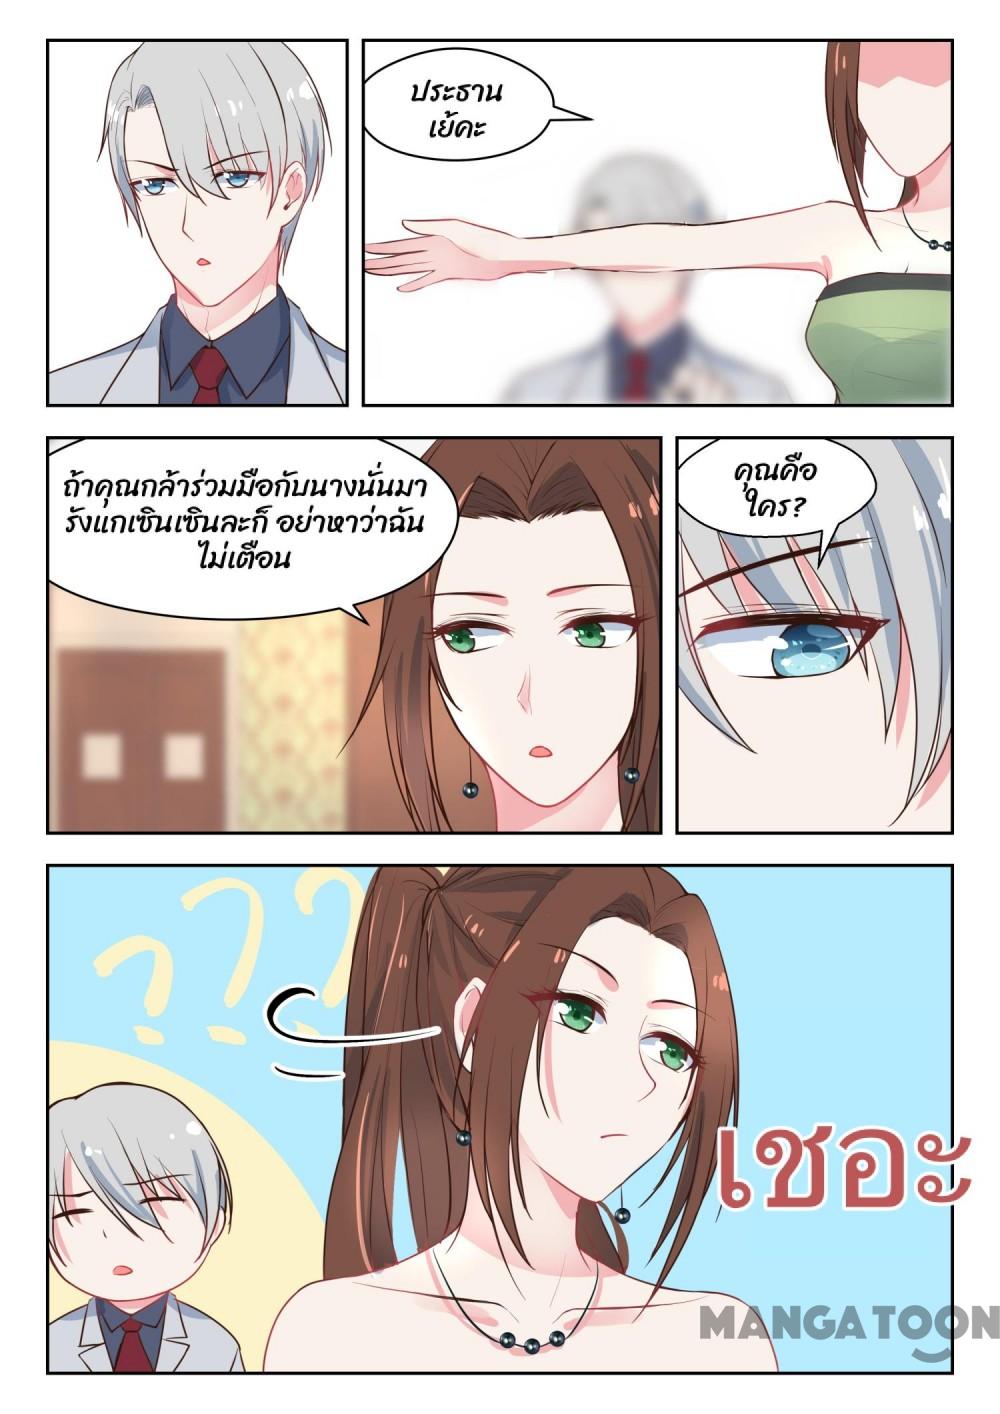 ประธาน
เย้คะ
ถ้าคุณกล้าร่วมมือกับนางนั่นมา
รังแกเซินเซินละก็ อย่าหาว่าฉัน
ไม่เตือน
คุณคือ
ใคร?
???
เชอะ
MANGATOON